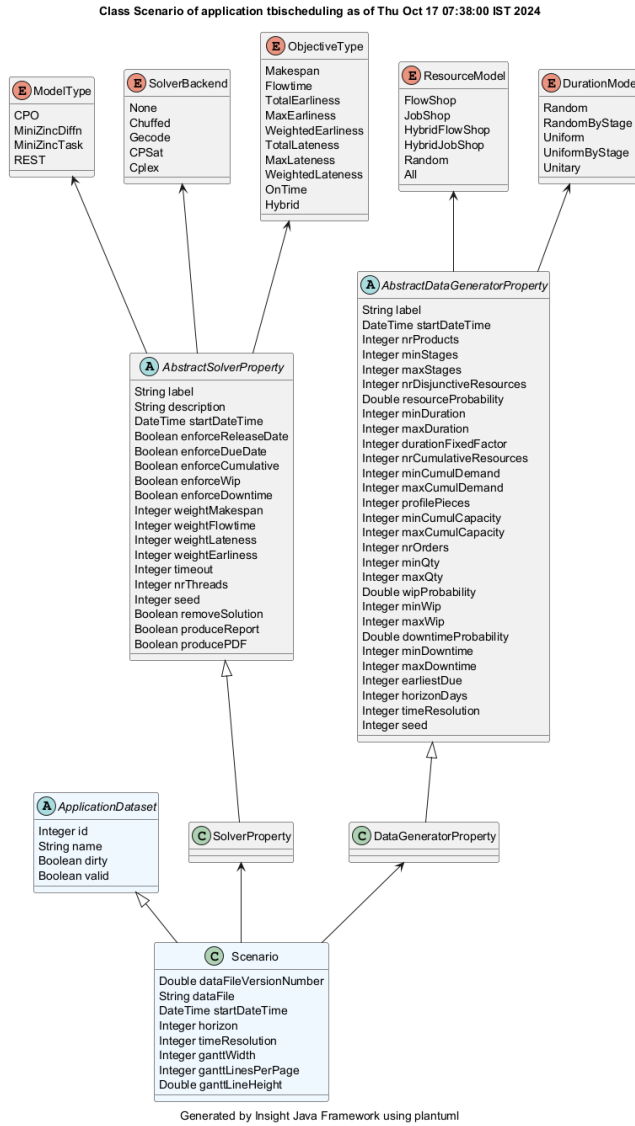 Class Scenario of application tbischeduling as of Thu Oct 17 07:38:00 IST 2024
E ModelType
CPO
MiniZincDiffn
MiniZincTask
REST
E SolverBackend
None
Chuffed
Gecode
CPSat
Cplex
E ObjectiveType
Makespan
Flowtime
TotalEarliness
MaxEarliness
WeightedEarliness
TotalLateness
MaxLateness
WeightedLateness
OnTime
Hybrid
E ResourceModel
FlowShop
JobShop
HybridFlowShop
HybridJobShop
Random
All
E DurationMode
Random
RandomByStage
Uniform
UniformByStage
Unitary
A AbstractSolverProperty
String label
String description
DateTime startDateTime
Boolean enforceReleaseDate
Boolean enforceDueDate
Boolean enforceCumulative
Boolean enforceWip
Boolean enforceDowntime
Integer weightMakespan
Integer weightFlowtime
Integer weightLateness
Integer weightEarliness
Integer timeout
Integer nrThreads
Integer seed
Boolean removeSolution
Boolean produceReport
Boolean producePDF
A AbstractDataGeneratorProperty
String label
DateTime startDateTime
Integer nrProducts
Integer minStages
Integer maxStages
Integer nrDisjunctiveResources
Double resourceProbability
Integer minDuration
Integer maxDuration
Integer durationFixedFactor
Integer nrCumulativeResources
Integer minCumulDemand
Integer maxCumulDemand
Integer profilePieces
Integer minCumulCapacity
Integer maxCumulCapacity
Integer nrOrders
Integer minQty
Integer maxQty
Double wipProbability
Integer minWip
Integer maxWip
Double downtimeProbability
Integer minDowntime
Integer maxDowntime
Integer earliestDue
Integer horizonDays
Integer timeResolution
Integer seed
A ApplicationDataset
Integer id
String name
Boolean dirty
Boolean valid
C SolverProperty
C DataGeneratorProperty
C Scenario
Double dataFileVersionNumber
String dataFile
DateTime startDateTime
Integer horizon
Integer timeResolution
Integer ganttWidth
Integer ganttLinesPerPage
Double ganttLineHeight
Generated by Insight Java Framework using plantuml